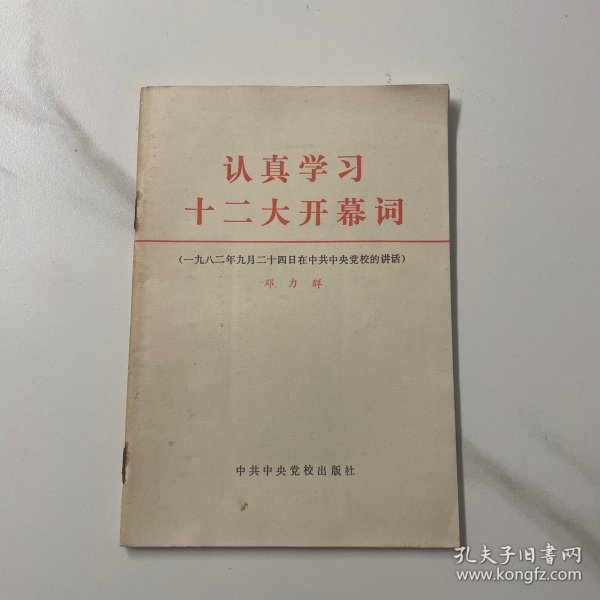 认真学习
十二大开幕词
(一九八二年九月二十四日在中共中央党校的讲话)
邓力群
中共中央党校出版社
孔夫子旧书网
www.kongfz.com